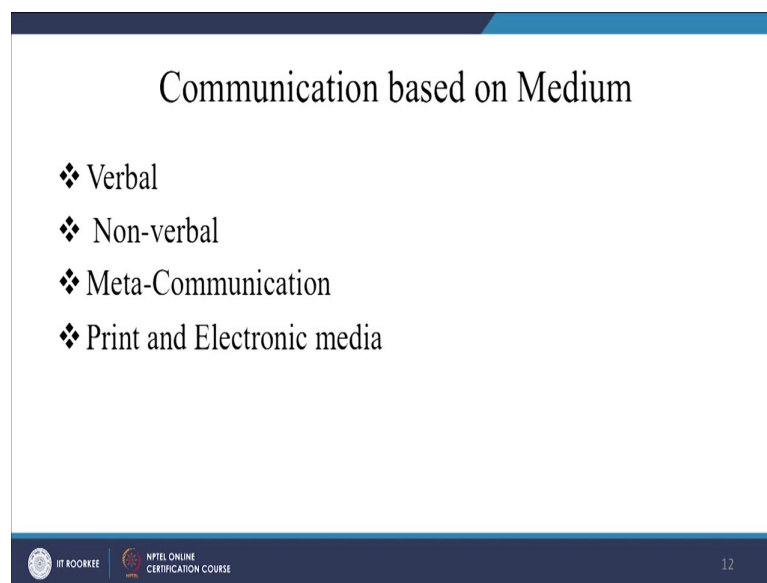 Communication based on Medium
❖ Verbal
❖ Non-verbal
❖ Meta-Communication
❖ Print and Electronic media
IIT ROORKEE
NPTEL
NPTEL ONLINE
CERTIFICATION COURSE
12